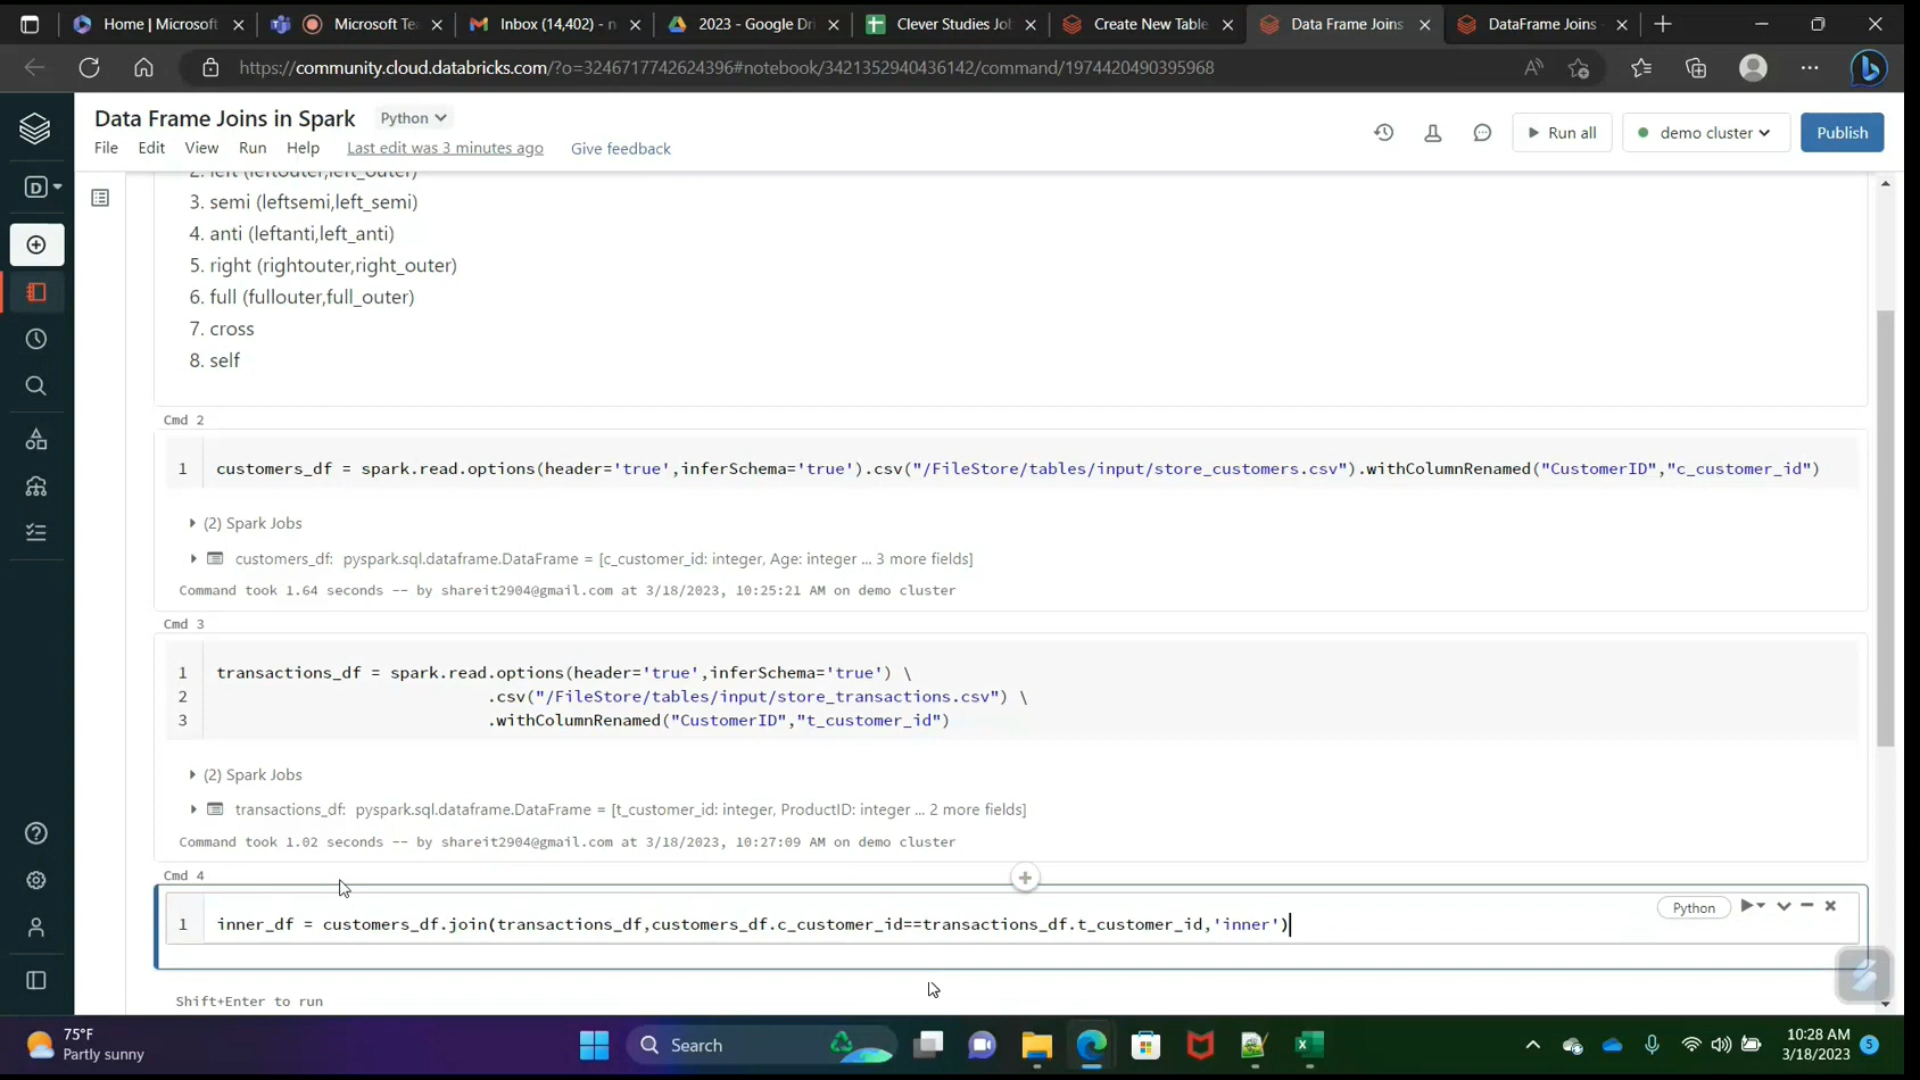 Home | Microsoft
Microsoft Te
Inbox (14,402) - n
2023 - Google Dri
Clever Studies Jo
Create New Table
Data Frame Joins
DataFrame Joins -
https://community.cloud.databricks.com/?o=3246717742624396#notebook/3421352940436142/command/1974420490395968
Data Frame Joins in Spark
Python
File Edit View Run Help Last edit was 3 minutes ago Give feedback
Run all
demo cluster
Publish
D
2. left (leftouter,left_outer)
3. semi (leftsemi,left_semi)
4. anti (leftanti,left_anti)
5. right (rightouter,right_outer)
6. full (fullouter,full_outer)
7. cross
8. self
Cmd 2
1 customers_df = spark.read.options(header='true',inferSchema='true').csv("/FileStore/tables/input/store_customers.csv").withColumnRenamed("CustomerID","c_customer_id")
(2) Spark Jobs
customers_df: pyspark.sql.dataframe.DataFrame = [c_customer_id: integer, Age: integer ... 3 more fields]
Command took 1.64 seconds -- by shareit2904@gmail.com at 3/18/2023, 10:25:21 AM on demo cluster
Cmd 3
1 transactions_df = spark.read.options(header='true',inferSchema='true') \
2 .csv("/FileStore/tables/input/store_transactions.csv") \
3 .withColumnRenamed("CustomerID","t_customer_id")
(2) Spark Jobs
transactions_df: pyspark.sql.dataframe.DataFrame = [t_customer_id: integer, ProductID: integer ... 2 more fields]
Command took 1.02 seconds -- by shareit2904@gmail.com at 3/18/2023, 10:27:09 AM on demo cluster
Cmd 4
Python
1 inner_df = customers_df.join(transactions_df,customers_df.c_customer_id==transactions_df.t_customer_id,'inner')
Shift+Enter to run
75°F
Partly sunny
Search
10:28 AM
3/18/2023
5